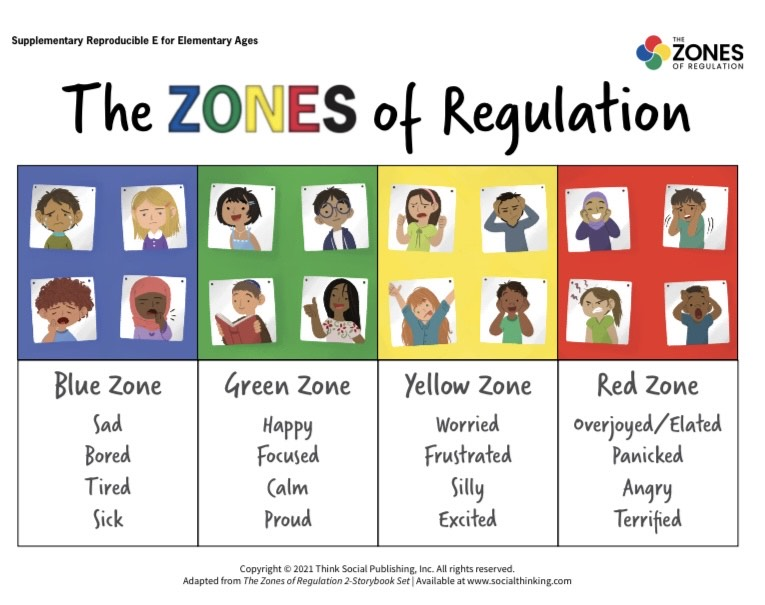 Supplementary Reproducible E for Elementary Ages
THE
ZONES
OF REGULATION
The ZONES of Regulation
Blue Zone
Green Zone
Yellow Zone
Red Zone
Sad
Happy
Worried
Overjoyed/Elated
Bored
Focused
Frustrated
Panicked
Tired
Calm
Silly
Angry
Sick
Proud
Excited
Terrified
Copyright © 2021 Think Social Publishing, Inc. All rights reserved.
Adapted from The Zones of Regulation 2-Storybook Set | Available at www.socialthinking.com